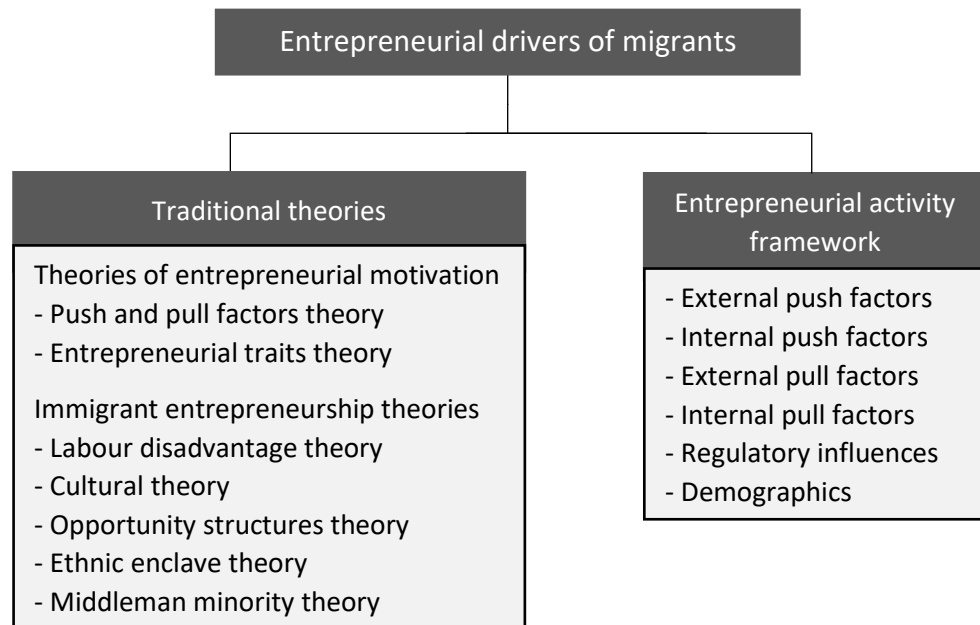 Entrepreneurial drivers of migrants
Traditional theories
Theories of entrepreneurial motivation
- Push and pull factors theory
- Entrepreneurial traits theory
Immigrant entrepreneurship theories
- Labour disadvantage theory
- Cultural theory
- Opportunity structures theory
- Ethnic enclave theory
- Middleman minority theory
Entrepreneurial activity
framework
- External push factors
- Internal push factors
- External pull factors
- Internal pull factors
- Regulatory influences
- Demographics